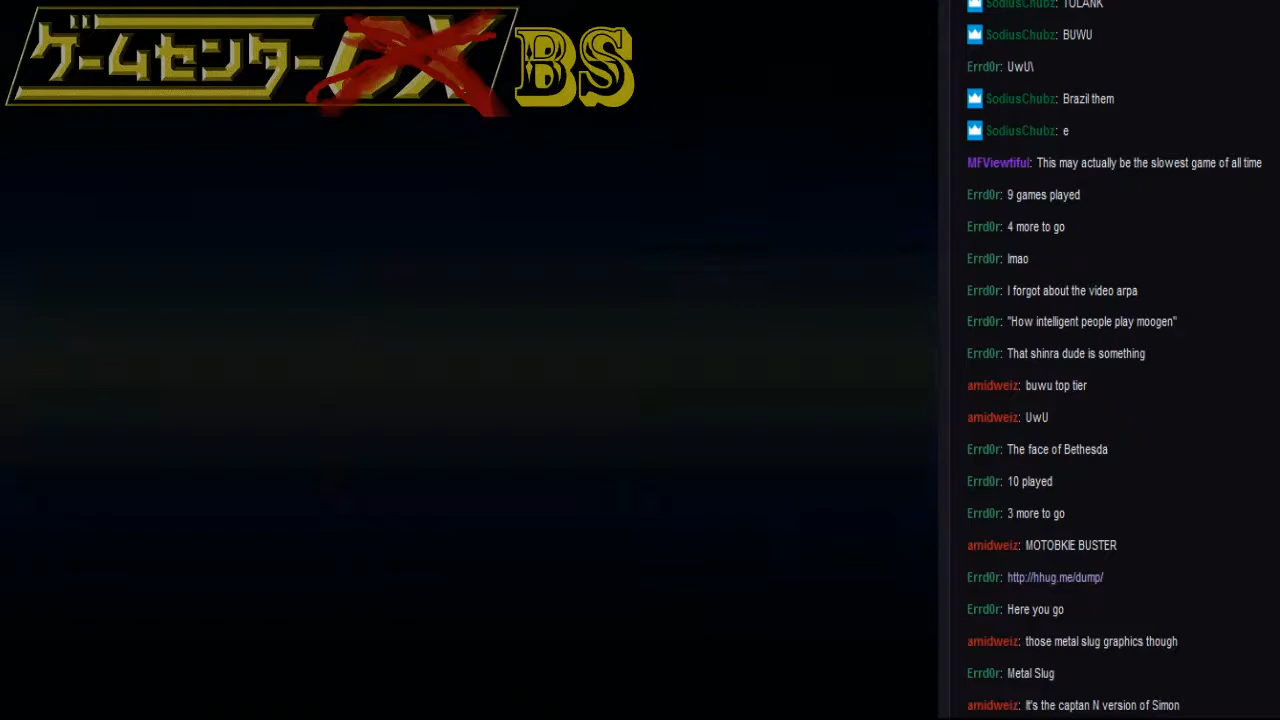 ゲームセンターCX BS
SodiusChubz: TOLANK
SodiusChubz: BUWU
Errd0r: UwU\
SodiusChubz: Brazil them
SodiusChubz: e
MFViewtiful: This may actually be the slowest game of all time
Errd0r: 9 games played
Errd0r: 4 more to go
Errd0r: lmao
Errd0r: I forgot about the video arpa
Errd0r: "How intelligent people play moogen"
Errd0r: That shinra dude is something
amidweiz: buwu top tier
amidweiz: UwU
Errd0r: The face of Bethesda
Errd0r: 10 played
Errd0r: 3 more to go
amidweiz: MOTOBKIE BUSTER
Errd0r: http://hhug.me/dump/
Errd0r: Here you go
amidweiz: those metal slug graphics though
Errd0r: Metal Slug
amidweiz: It's the captan N version of Simon